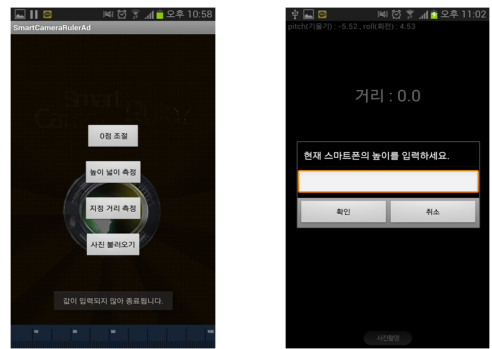 오후 10:58
SmartCameraRulerAd
Smart
0점 조절
높이 넓이 측정
지정 거리 측정
사진 불러오기
값이 입력되지 않아 종료됩니다.
오후 11:02
pitch(기울기) : -5.52 , roll(회전) : 4.53
거리 : 0.0
현재 스마트폰의 높이를 입력하세요.
확인 취소
사진촬영